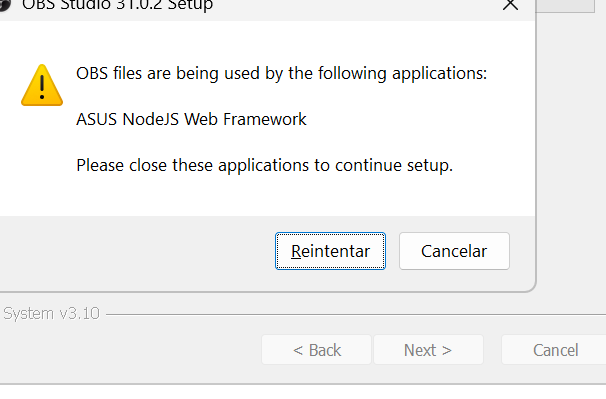 OBS Studio 31.0.2 Setup
OBS files are being used by the following applications:
ASUS NodeJS Web Framework
Please close these applications to continue setup.
Reintentar Cancelar
System v3.10
< Back Next > Cancel